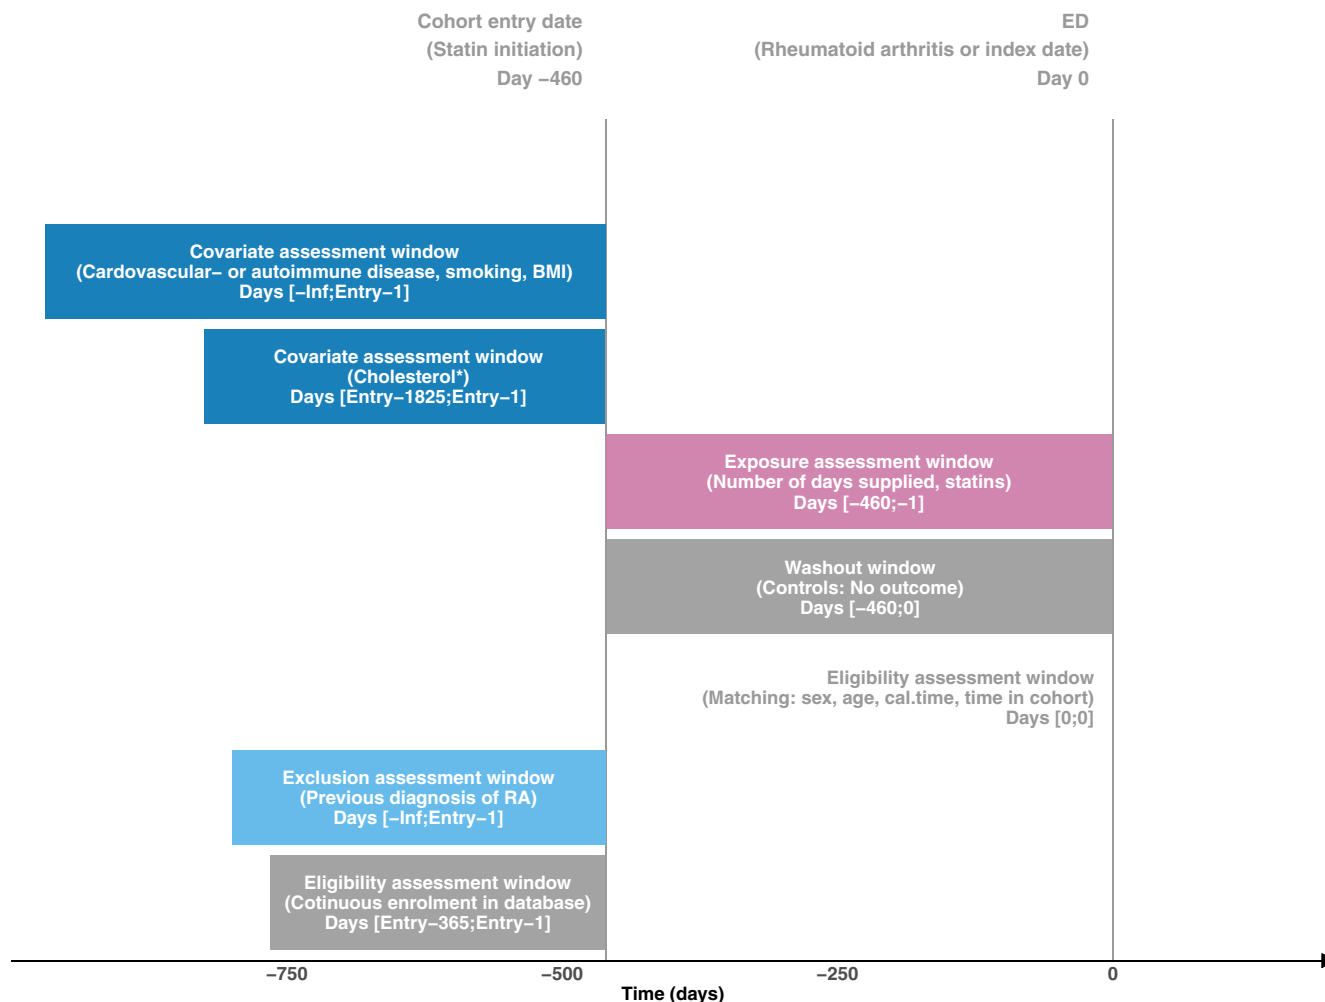 Cohort entry date
(Statin initiation)
Day −460
ED
(Rheumatoid arthritis or index date)
Day 0
Covariate assessment window
(Cardovascular− or autoimmune disease, smoking, BMI)
Days [−Inf;Entry−1]
Covariate assessment window
(Cholesterol*)
Days [Entry−1825;Entry−1]
Exposure assessment window
(Number of days supplied, statins)
Days [−460;−1]
Washout window
(Controls: No outcome)
Days [−460;0]
Eligibility assessment window
(Matching: sex, age, cal.time, time in cohort)
Days [0;0]
Exclusion assessment window
(Previous diagnosis of RA)
Days [−Inf;Entry−1]
Eligibility assessment window
(Cotinuous enrolment in database)
Days [Entry−365;Entry−1]
−750 −500 −250 0
Time (days)